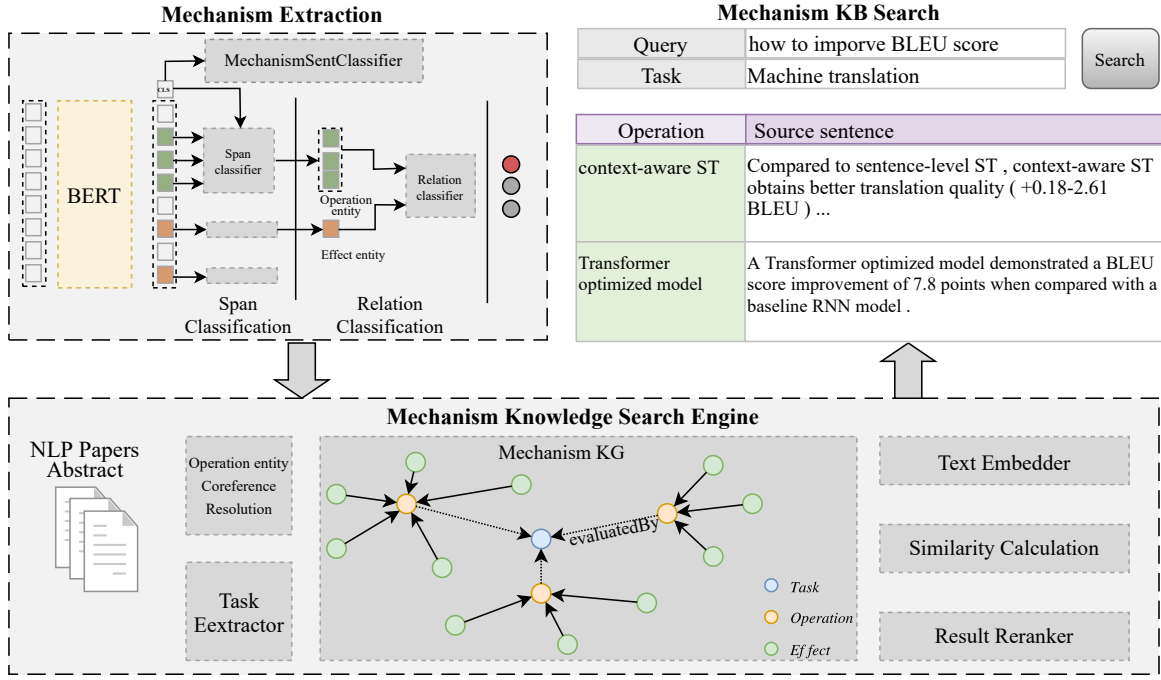 Mechanism Extraction
MechanismSentClassifier
CLS
BERT
Span
classifier
Operation
entity
Effect entity
Relation
classifier
Span
Classification
Relation
Classification
Mechanism KB Search
Query
how to imporve BLEU score
Task
Machine translation
Search
Operation
Source sentence
context-aware ST
Compared to sentence-level ST , context-aware ST
obtains better translation quality ( +0.18-2.61
BLEU ) ...
Transformer
optimized model
A Transformer optimized model demonstrated a BLEU
score improvement of 7.8 points when compared with a
baseline RNN model .
Mechanism Knowledge Search Engine
NLP Papers
Abstract
Operation entity
Coreference
Resolution
Task
Eextractor
Mechanism KG
evaluatedBy
Task
Operation
Effect
Text Embedder
Similarity Calculation
Result Reranker